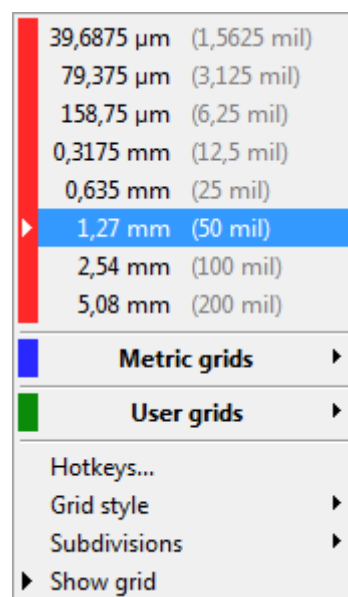 39,6875 µm (1,5625 mil)
79,375 µm (3,125 mil)
158,75 µm (6,25 mil)
0,3175 mm (12,5 mil)
0,635 mm (25 mil)
1,27 mm (50 mil)
2,54 mm (100 mil)
5,08 mm (200 mil)
Metric grids
User grids
Hotkeys...
Grid style
Subdivisions
Show grid